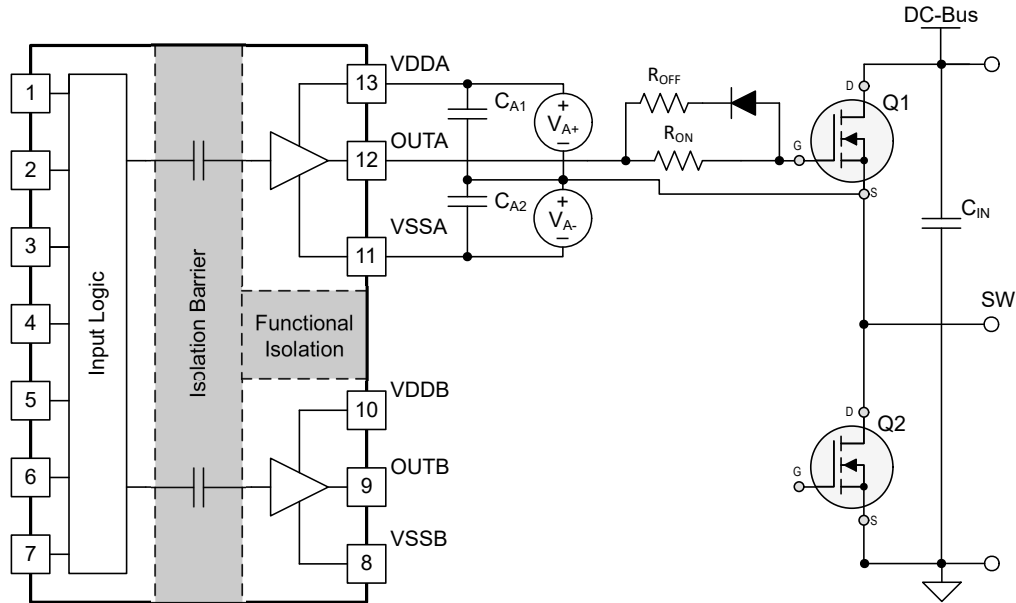 DC-Bus
VDDA
1
13
C_A1
+
V_A+
−
R_OFF
D
Q1
OUTA
R_ON
12
G
2
S
C_A2
+
V_A-
−
C_IN
VSSA
3
11
Input Logic
Isolation Barrier
Functional
Isolation
SW
4
VDDB
5
10
D
Q2
OUTB
6
9
G
VSSB
S
7
8